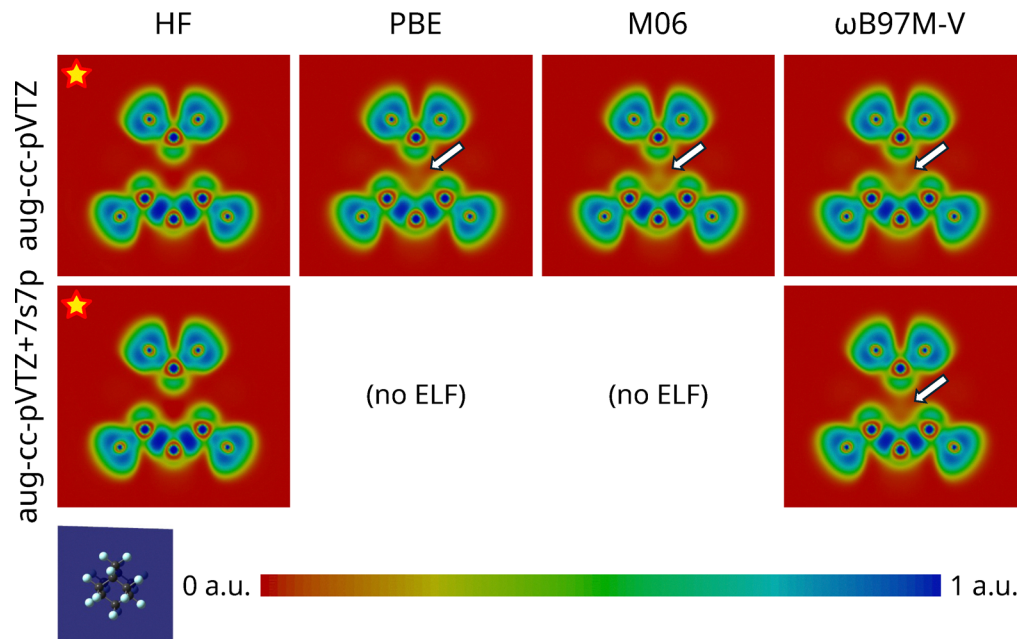 HF PBE M06 ωB97M-V
aug-cc-pVTZ
aug-cc-pVTZ+7s7p
(no ELF) (no ELF)
0 a.u. 1 a.u.